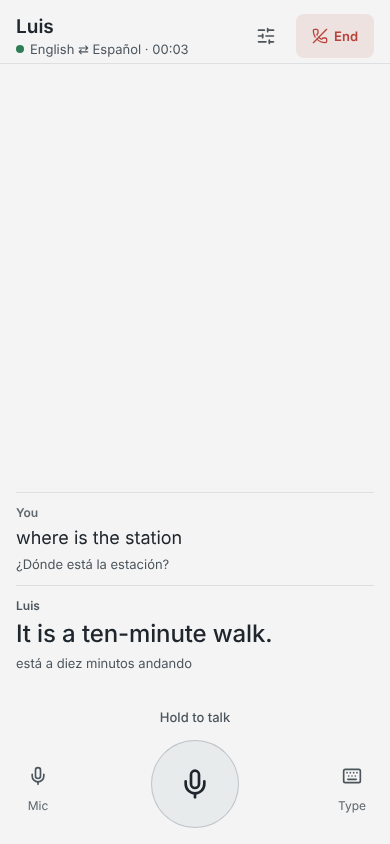 Luis
English ⇄ Español · 00:03
End
You
where is the station
¿Dónde está la estación?
Luis
It is a ten-minute walk.
está a diez minutos andando
Hold to talk
Mic
Type